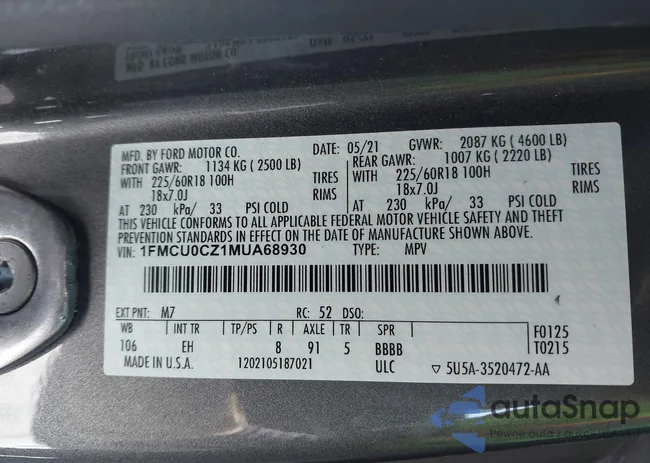 MFD. BY FORD MOTOR CO. DATE: 05/21 GVWR: 2087 KG ( 4600 LB)
FRONT GAWR: 1134 KG ( 2500 LB) REAR GAWR: 1007 KG ( 2220 LB)
WITH 225/60R18 100H TIRES WITH 225/60R18 100H TIRES
18x7.0J RIMS 18x7.0J RIMS
AT 230 kPa/ 33 PSI COLD AT 230 kPa/ 33 PSI COLD
THIS VEHICLE CONFORMS TO ALL APPLICABLE FEDERAL MOTOR VEHICLE SAFETY AND THEFT
PREVENTION STANDARDS IN EFFECT ON THE DATE OF MANUFACTURE SHOWN ABOVE.
VIN: 1FMCU0CZ1MUA68930 TYPE: MPV
EXT PNT: M7 RC: 52 DSO:
WB INT TR TP/PS R AXLE TR SPR F0125
106 EH 8 91 5 BBBB T0215
MADE IN U.S.A. 1202105187021 ULC ▽ 5U5A-3520472-AA
autaSnap
Pewne auto z automatu